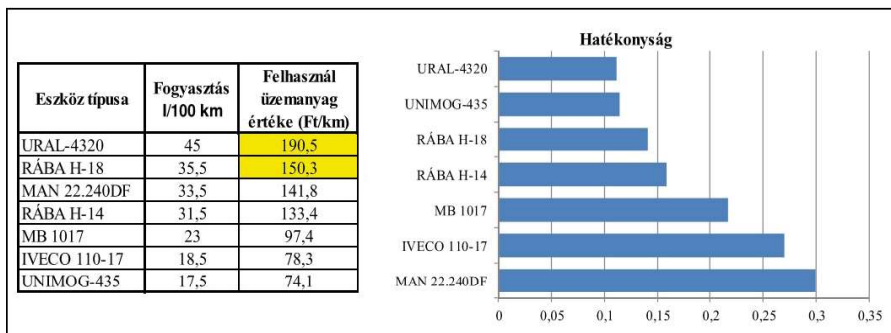 Eszköz típusa
Fogyasztás
l/100 km
Felhasznál
üzemanyag
értéke (Ft/km)
URAL-4320 45 190,5
RÁBA H-18 35,5 150,3
MAN 22.240DF 33,5 141,8
RÁBA H-14 31,5 133,4
MB 1017 23 97,4
IVECO 110-17 18,5 78,3
UNIMOG-435 17,5 74,1
Hatékonyság
URAL-4320
UNIMOG-435
RÁBA H-18
RÁBA H-14
MB 1017
IVECO 110-17
MAN 22.240DF
0 0,05 0,1 0,15 0,2 0,25 0,3 0,35